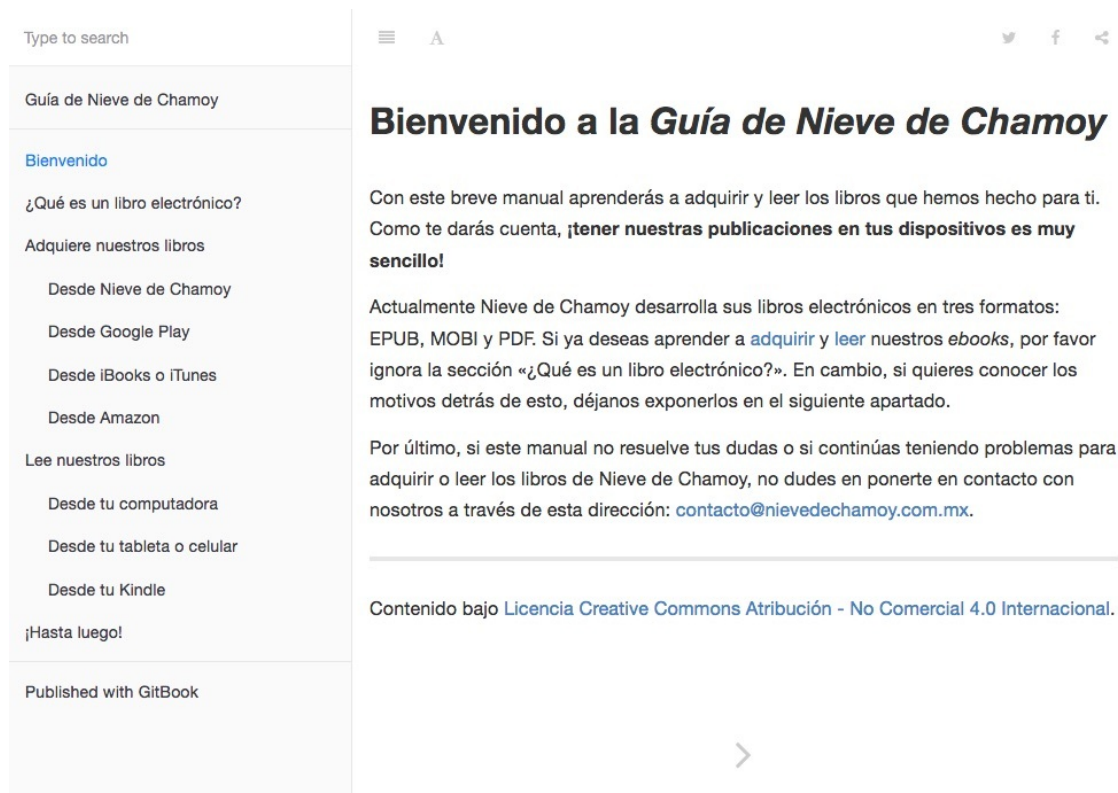 Type to search
Guía de Nieve de Chamoy
Bienvenido
¿Qué es un libro electrónico?
Adquiere nuestros libros
Desde Nieve de Chamoy
Desde Google Play
Desde iBooks o iTunes
Desde Amazon
Lee nuestros libros
Desde tu computadora
Desde tu tableta o celular
Desde tu Kindle
¡Hasta luego!
Published with GitBook
A
Bienvenido a la Guía de Nieve de Chamoy
Con este breve manual aprenderás a adquirir y leer los libros que hemos hecho para ti.
Como te darás cuenta, ¡tener nuestras publicaciones en tus dispositivos es muy
sencillo!
Actualmente Nieve de Chamoy desarrolla sus libros electrónicos en tres formatos:
EPUB, MOBI y PDF. Si ya deseas aprender a adquirir y leer nuestros ebooks, por favor
ignora la sección «¿Qué es un libro electrónico?». En cambio, si quieres conocer los
motivos detrás de esto, déjanos exponerlos en el siguiente apartado.
Por último, si este manual no resuelve tus dudas o si continúas teniendo problemas para
adquirir o leer los libros de Nieve de Chamoy, no dudes en ponerte en contacto con
nosotros a través de esta dirección: contacto@nievedechamoy.com.mx.
Contenido bajo Licencia Creative Commons Atribución - No Comercial 4.0 Internacional.